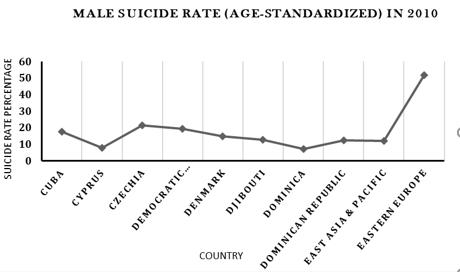 MALE SUICIDE RATE (AGE-STANDARDIZED) IN 2010
SUICIDE RATE PERCENTAGE
60
50
40
30
20
10
0
CUBA
CYPRUS
CZECHIA
DEMOCRATIC...
DENMARK
DJIBOUTI
DOMINICA
DOMINICAN REPUBLIC
EAST ASIA & PACIFIC
EASTERN EUROPE
COUNTRY